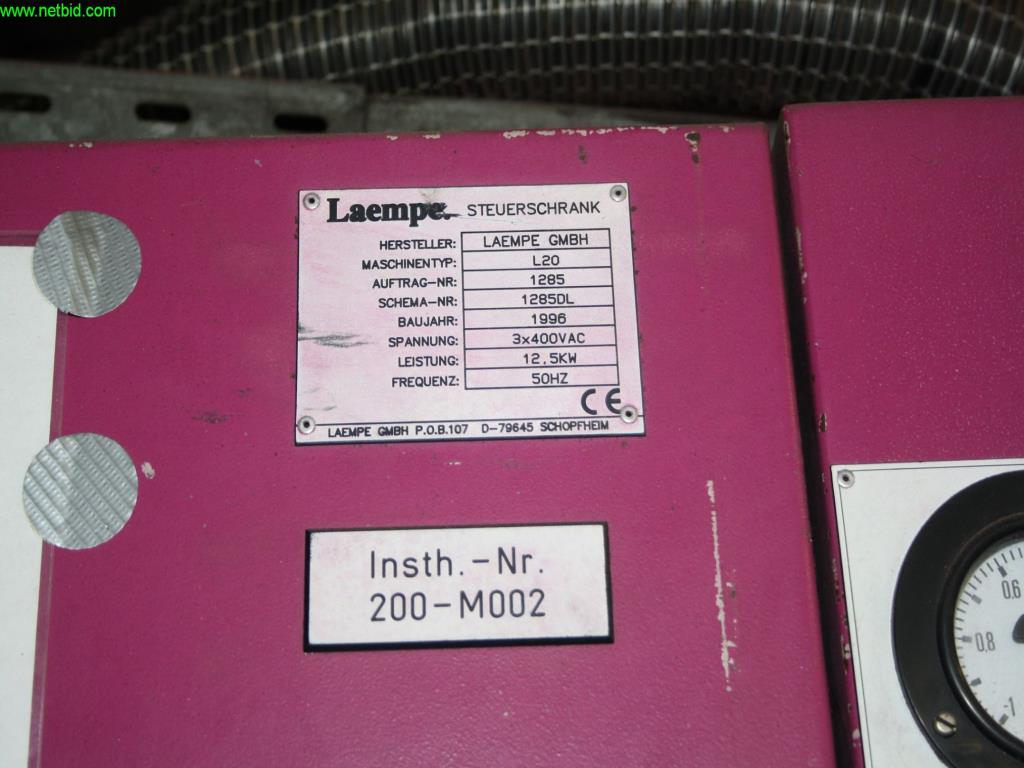 www.netbid.com
Laempe. STEUERSCHRANK
HERSTELLER: LAEMPE GMBH
MASCHINENTYP: L20
AUFTRAG-NR: 1285
SCHEMA-NR: 1285DL
BAUJAHR: 1996
SPANNUNG: 3x400VAC
LEISTUNG: 12,5KW
FREQUENZ: 50HZ
CE
LAEMPE GMBH P.O.B.107 D-79645 SCHOPFHEIM
Insth.-Nr.
200-M002
0.6
0,8
-1